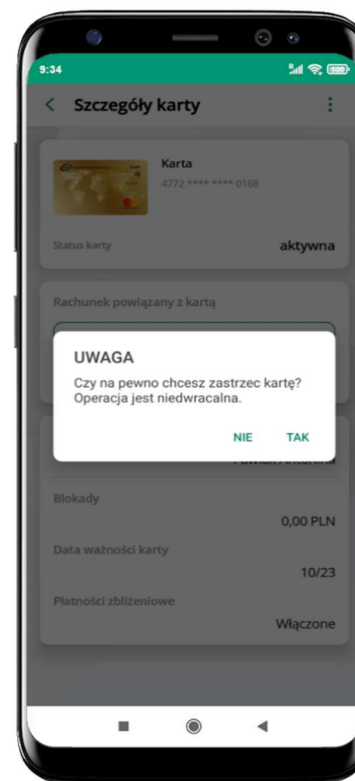 9:34
Szczegóły karty
Karta
4772 **** **** 0168
Status karty
aktywna
Rachunek powiązany z kartą
UWAGA
Czy na pewno chcesz zastrzec kartę?
Operacja jest niedwracalna.
NIE
TAK
Blokady
0,00 PLN
Data ważności karty
10/23
Płatności zbliżeniowe
Włączone